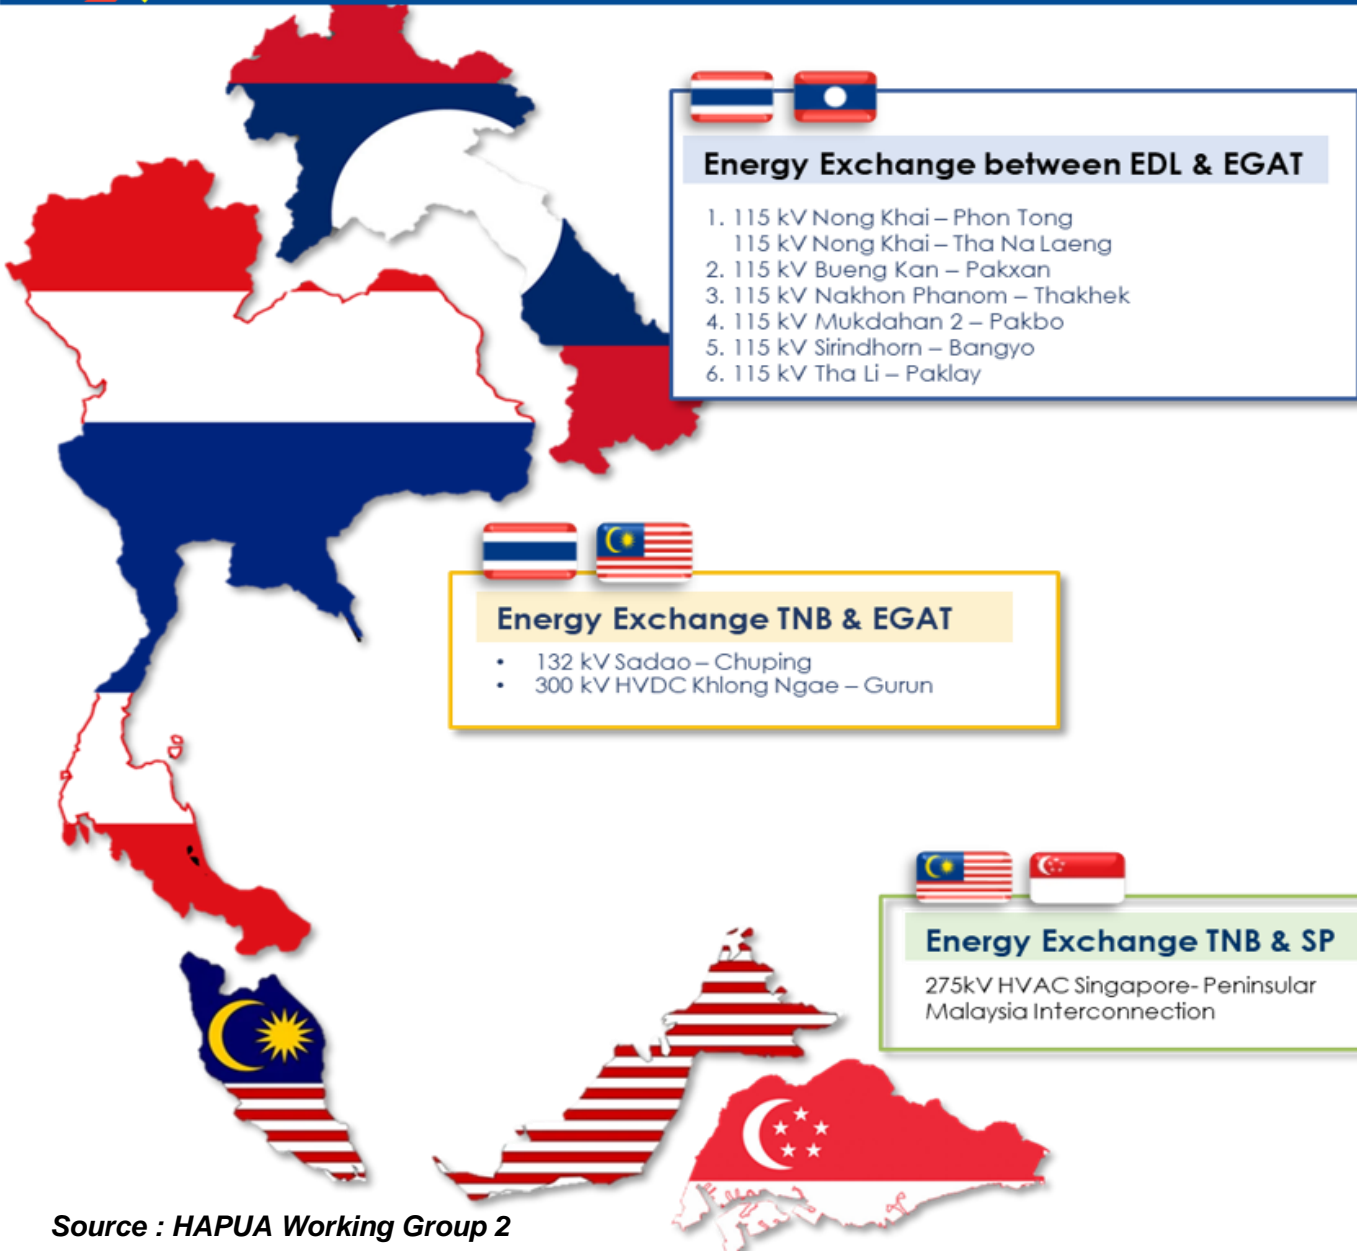 Energy Exchange between EDL & EGAT
1. 115 kV Nong Khai – Phon Tong
115 kV Nong Khai – Tha Na Laeng
2. 115 kV Bueng Kan – Pakxan
3. 115 kV Nakhon Phanom – Thakhek
4. 115 kV Mukdahan 2 – Pakbo
5. 115 kV Sirindhorn – Bangyo
6. 115 kV Tha Li – Paklay
Energy Exchange TNB & EGAT
• 132 kV Sadao – Chuping
• 300 kV HVDC Khlong Ngae – Gurun
Energy Exchange TNB & SP
275kV HVAC Singapore- Peninsular
Malaysia Interconnection
Source : HAPUA Working Group 2